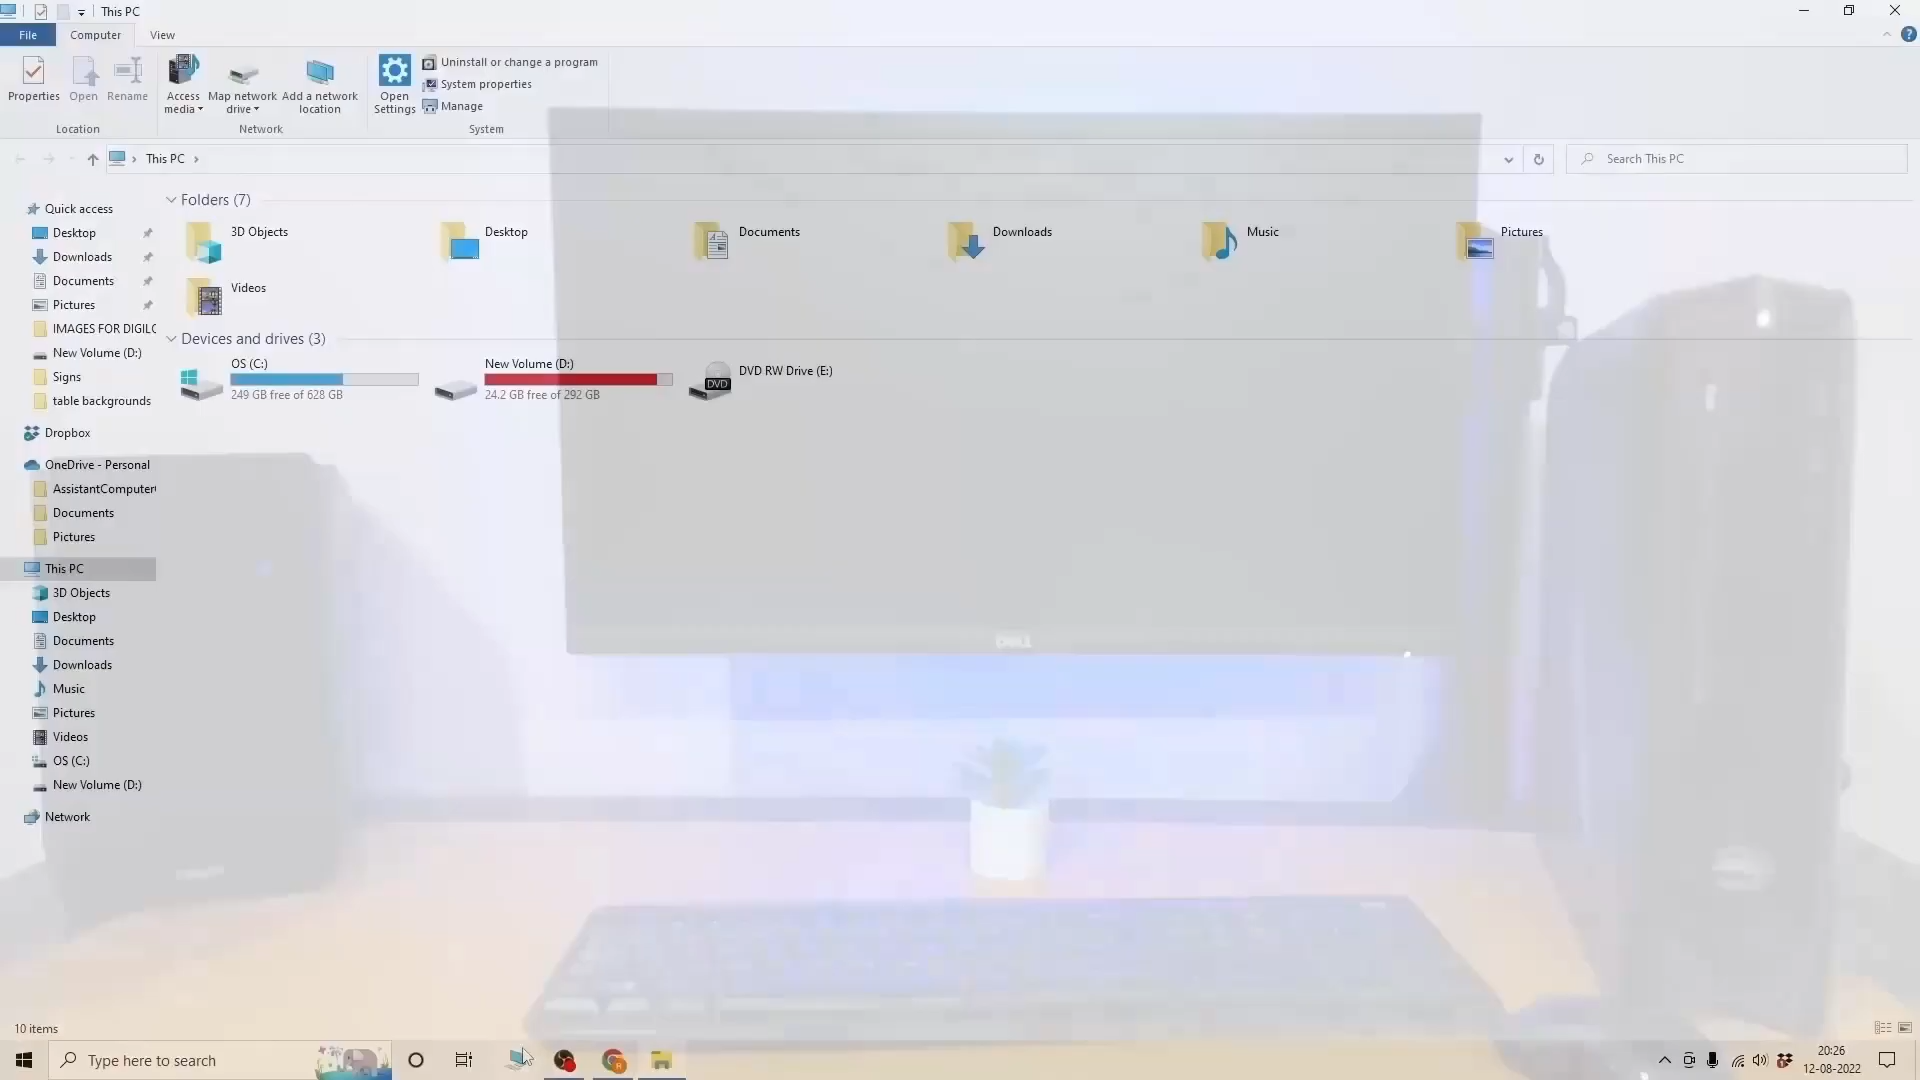 This PC
File
Computer
View
Properties
Open
Rename
Access
media
Map network
drive
Add a network
location
Open
Settings
Uninstall or change a program
System properties
Manage
Location
Network
System
This PC
Search This PC
Quick access
Desktop
Downloads
Documents
Pictures
IMAGES FOR DIGILO
New Volume (D:)
Signs
table backgrounds
Dropbox
OneDrive - Personal
AssistantComputer
Documents
Pictures
This PC
3D Objects
Desktop
Documents
Downloads
Music
Pictures
Videos
OS (C:)
New Volume (D:)
Network
Folders (7)
3D Objects
Desktop
Documents
Downloads
Music
Pictures
Videos
Devices and drives (3)
OS (C:)
249 GB free of 628 GB
New Volume (D:)
24.2 GB free of 292 GB
DVD
DVD RW Drive (E:)
DELL
10 items
Type here to search
20:26
12-08-2022